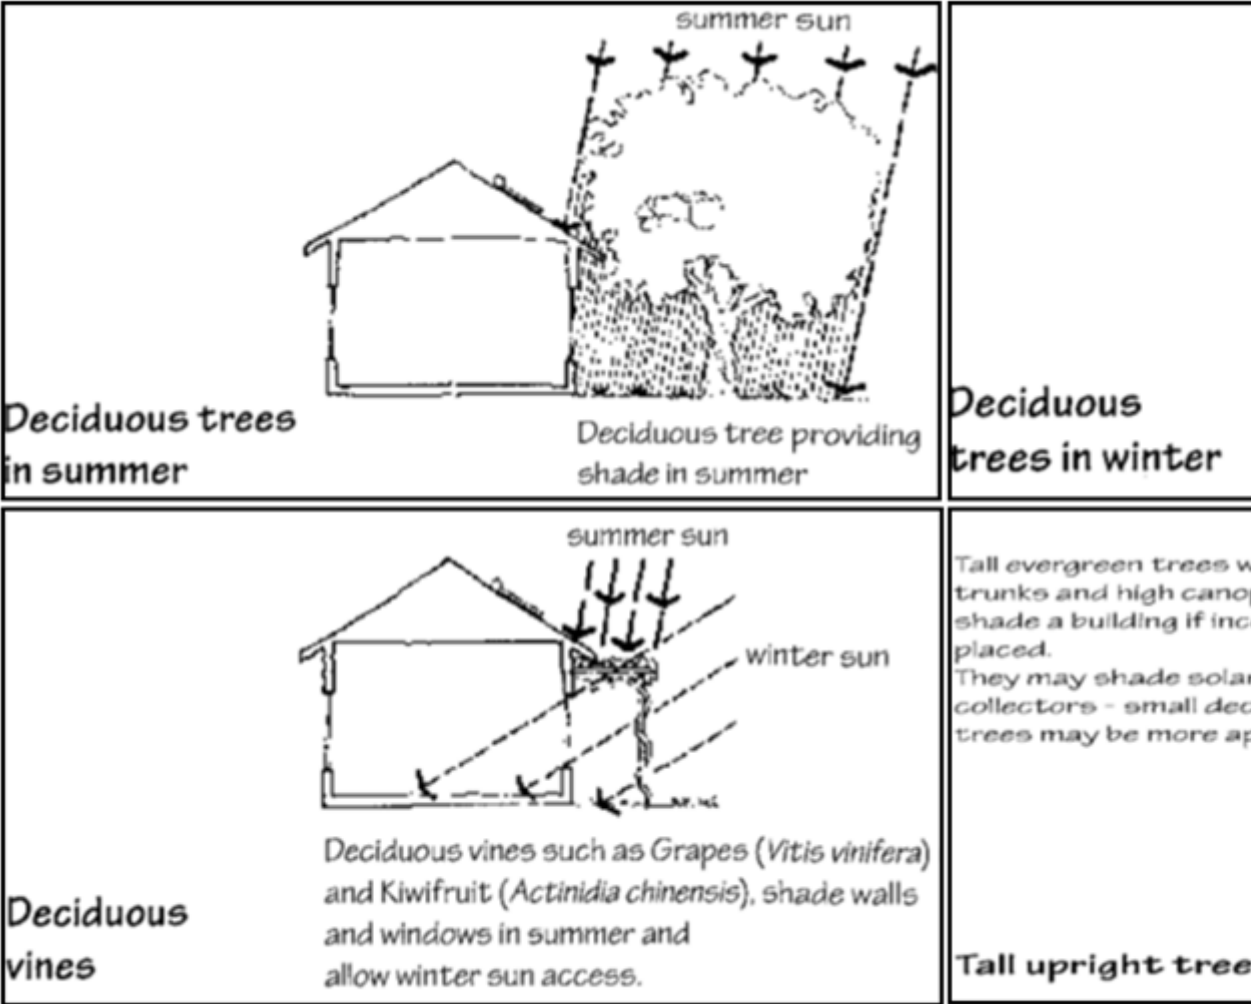 summer sun
Deciduous trees
in summer
Deciduous tree providing
shade in summer
Deciduous
trees in winter
summer sun
winter sun
Deciduous vines such as Grapes (Vitis vinifera)
and Kiwifruit (Actinidia chinensis), shade walls
and windows in summer and
allow winter sun access.
Deciduous
vines
Tall evergreen trees
trunks and high
shade a building if
placed.
They may shade
collectors - small
trees may be more
Tall upright